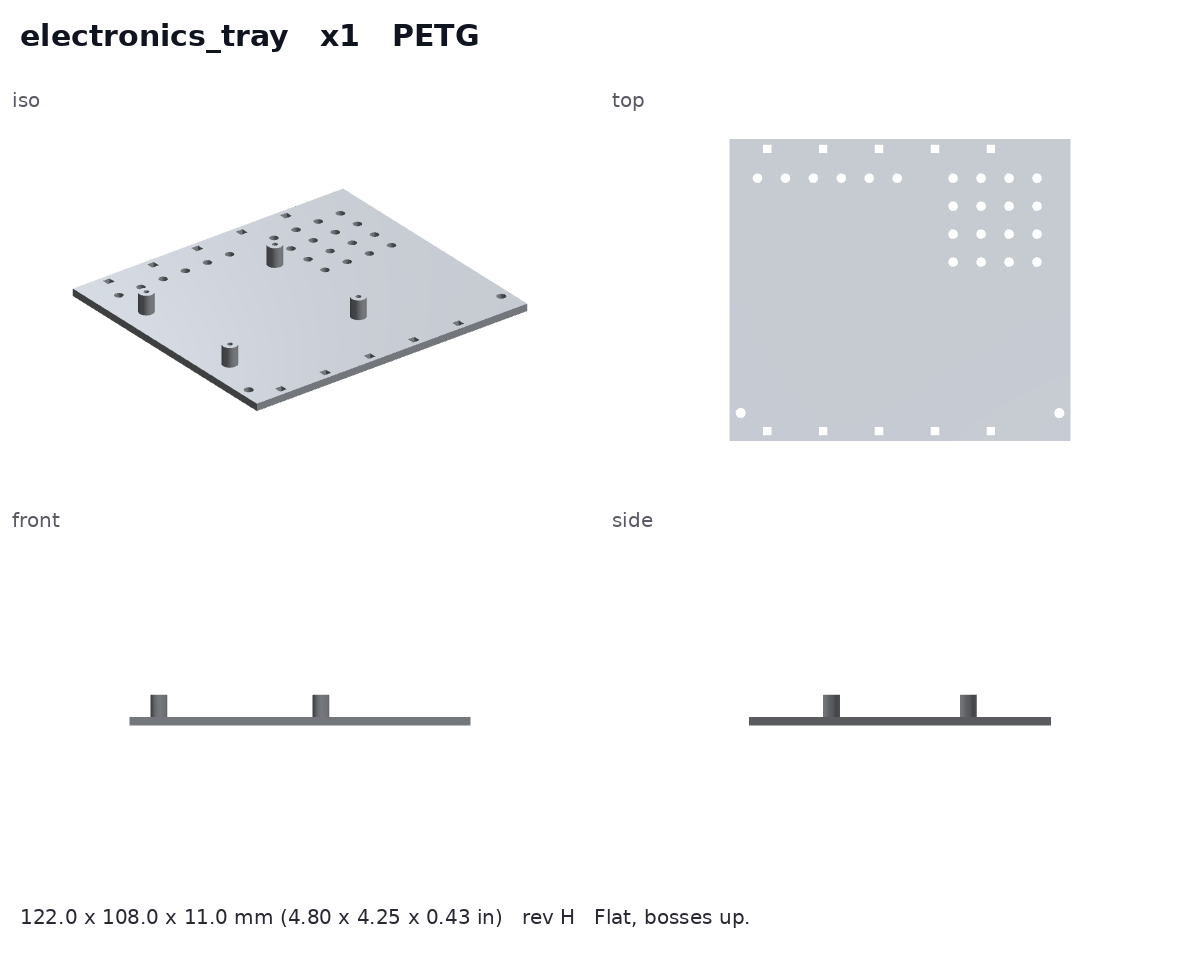 electronics_tray x1 PETG
iso
top
front
side
122.0 x 108.0 x 11.0 mm (4.80 x 4.25 x 0.43 in) rev H Flat, bosses up.